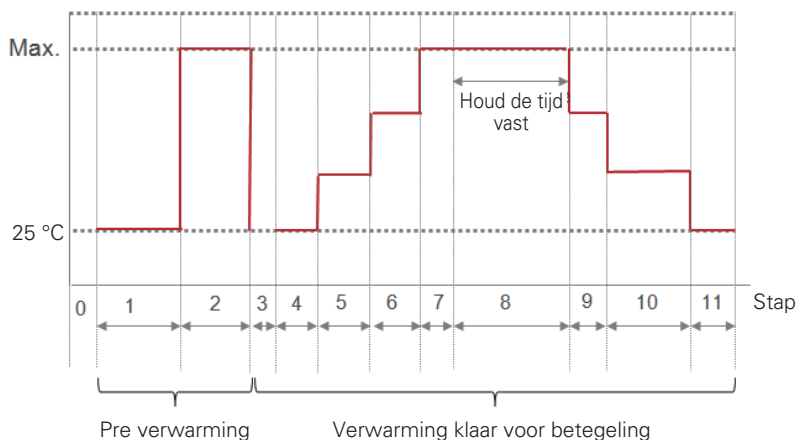 Max.
Houd de tijd
vast
25 °C
0 1 2 3 4 5 6 7 8 9 10 11 Stap
Pre verwarming Verwarming klaar voor betegeling